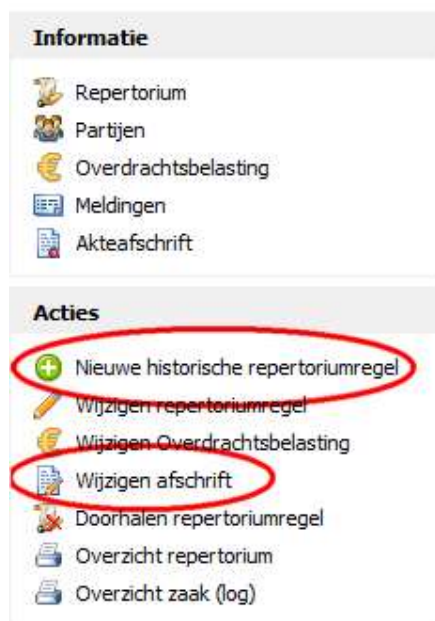 Informatie
Repertorium
Partijen
Overdrachtsbelasting
Meldingen
Akteafschrift
Acties
Nieuwe historische repertoriumregel
Wijzigen repertoriumregel
Wijzigen Overdrachtsbelasting
Wijzigen afschrift
Doorhalen repertoriumregel
Overzicht repertorium
Overzicht zaak (log)